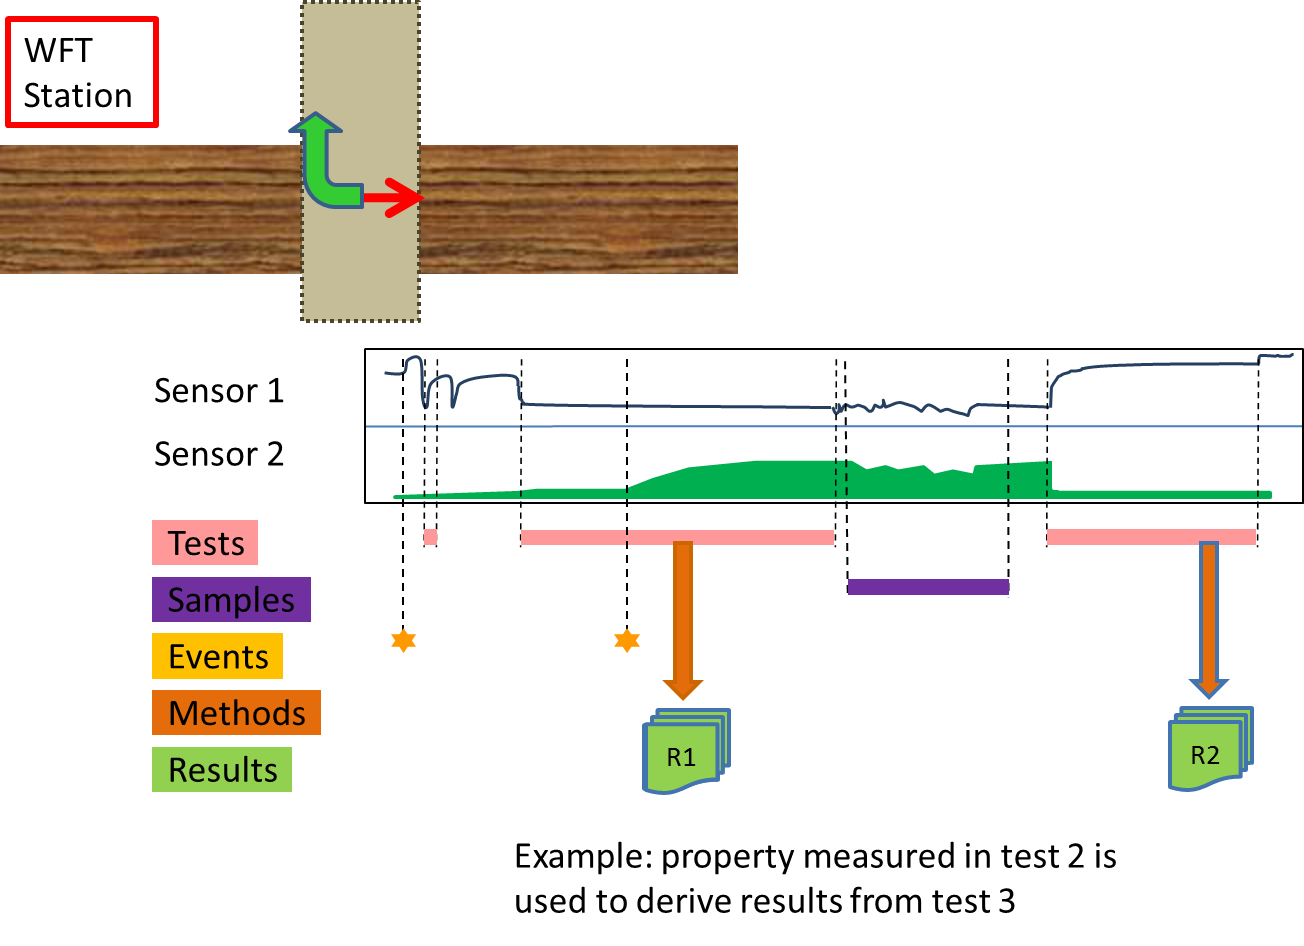 WFT
Station
Sensor 1
Sensor 2
Tests
Samples
Events
Methods
Results
R1
R2
Example: property measured in test 2 is
used to derive results from test 3